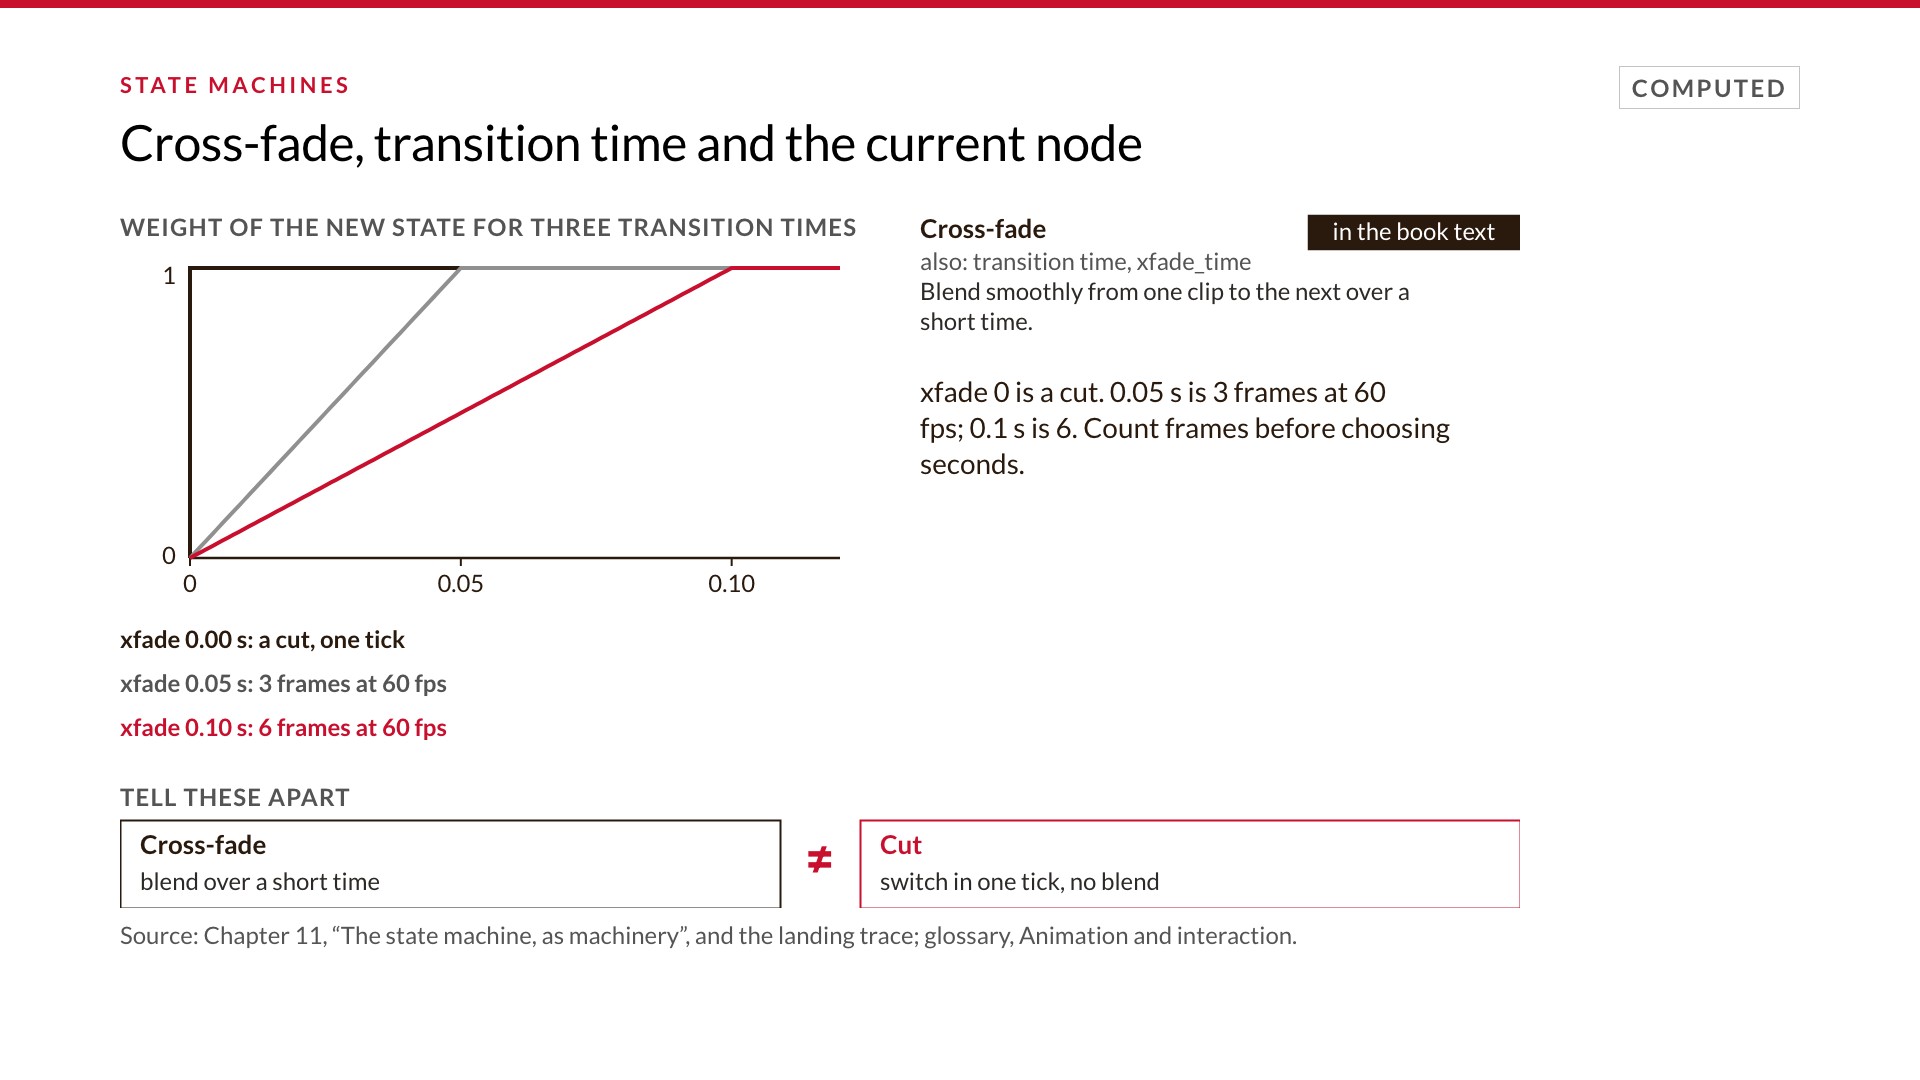 STATE MACHINES
COMPUTED
Cross-fade, transition time and the current node
WEIGHT OF THE NEW STATE FOR THREE TRANSITION TIMES
1
0
0
0.05
0.10
xfade 0.00 s: a cut, one tick
xfade 0.05 s: 3 frames at 60 fps
xfade 0.10 s: 6 frames at 60 fps
Cross-fade
in the book text
also: transition time, xfade_time
Blend smoothly from one clip to the next over a
short time.
xfade 0 is a cut. 0.05 s is 3 frames at 60
fps; 0.1 s is 6. Count frames before choosing
seconds.
TELL THESE APART
Cross-fade
blend over a short time
≠
Cut
switch in one tick, no blend
Source: Chapter 11, “The state machine, as machinery”, and the landing trace; glossary, Animation and interaction.